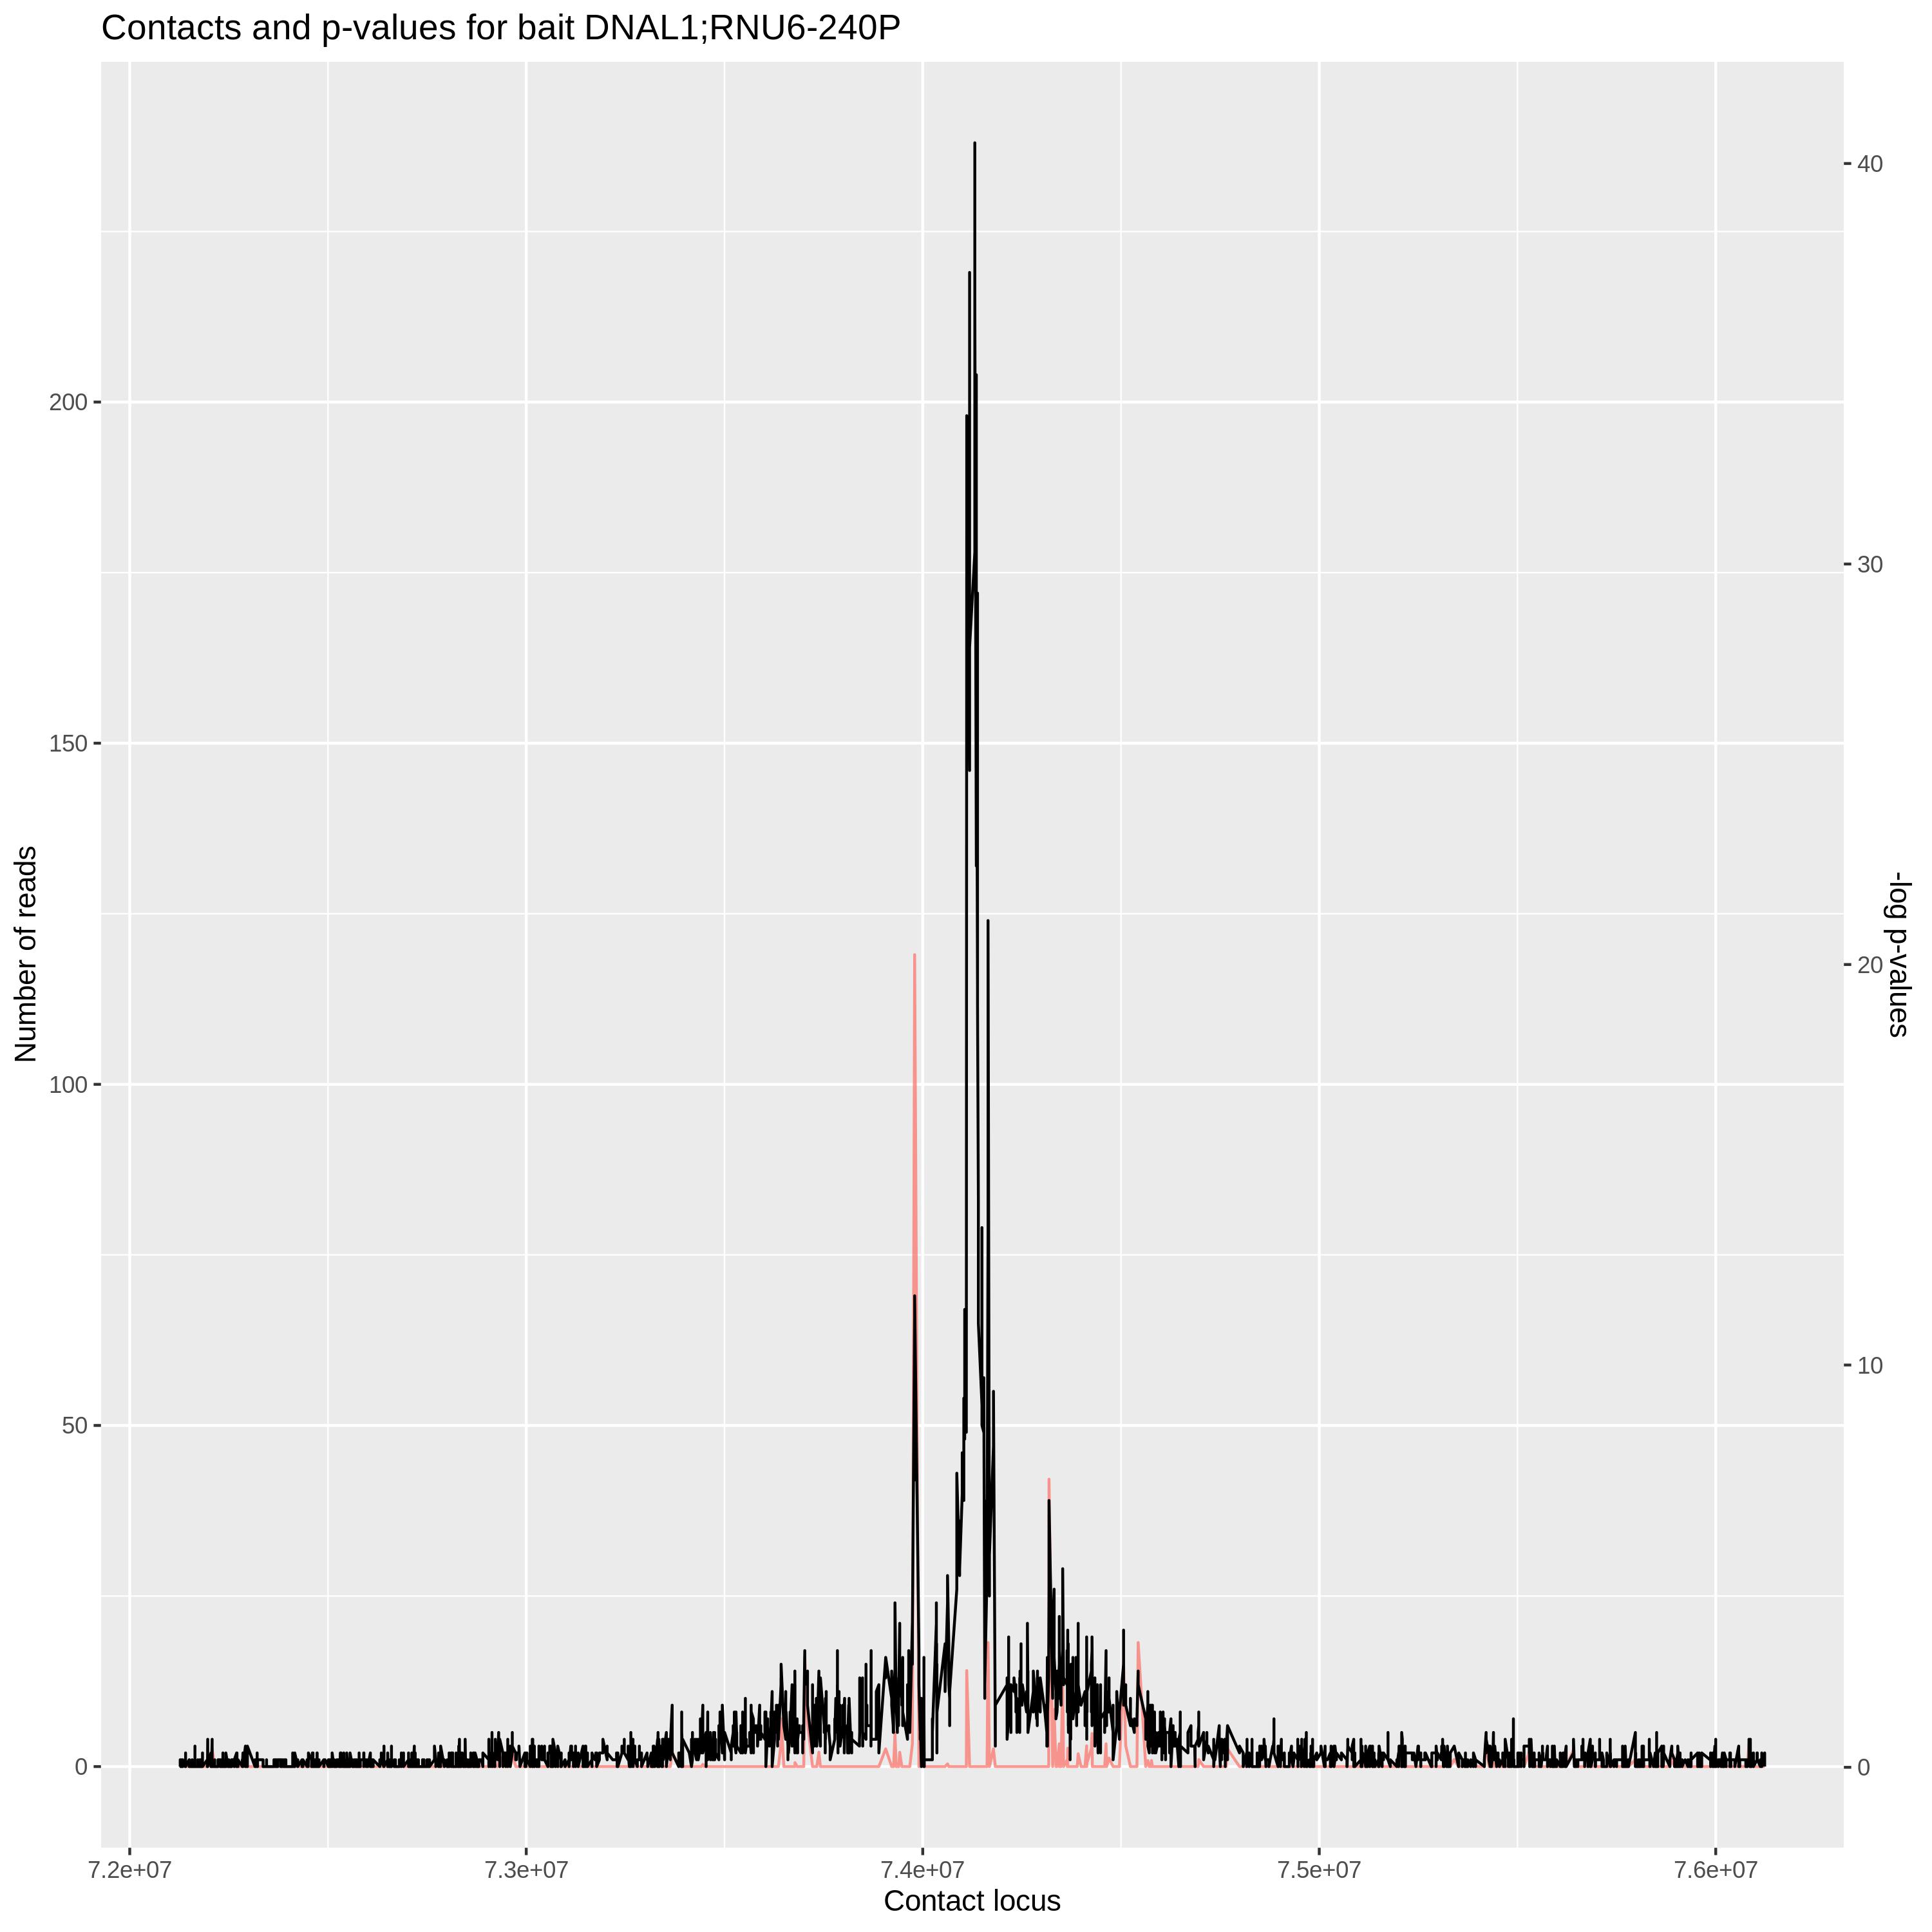 Contacts and p-values for bait DNAL1;RNU6-240P
200
150
100
50
0
Number of reads
40
30
20
10
0
-log p-values
7.2e+07
7.3e+07
7.4e+07
7.5e+07
7.6e+07
Contact locus